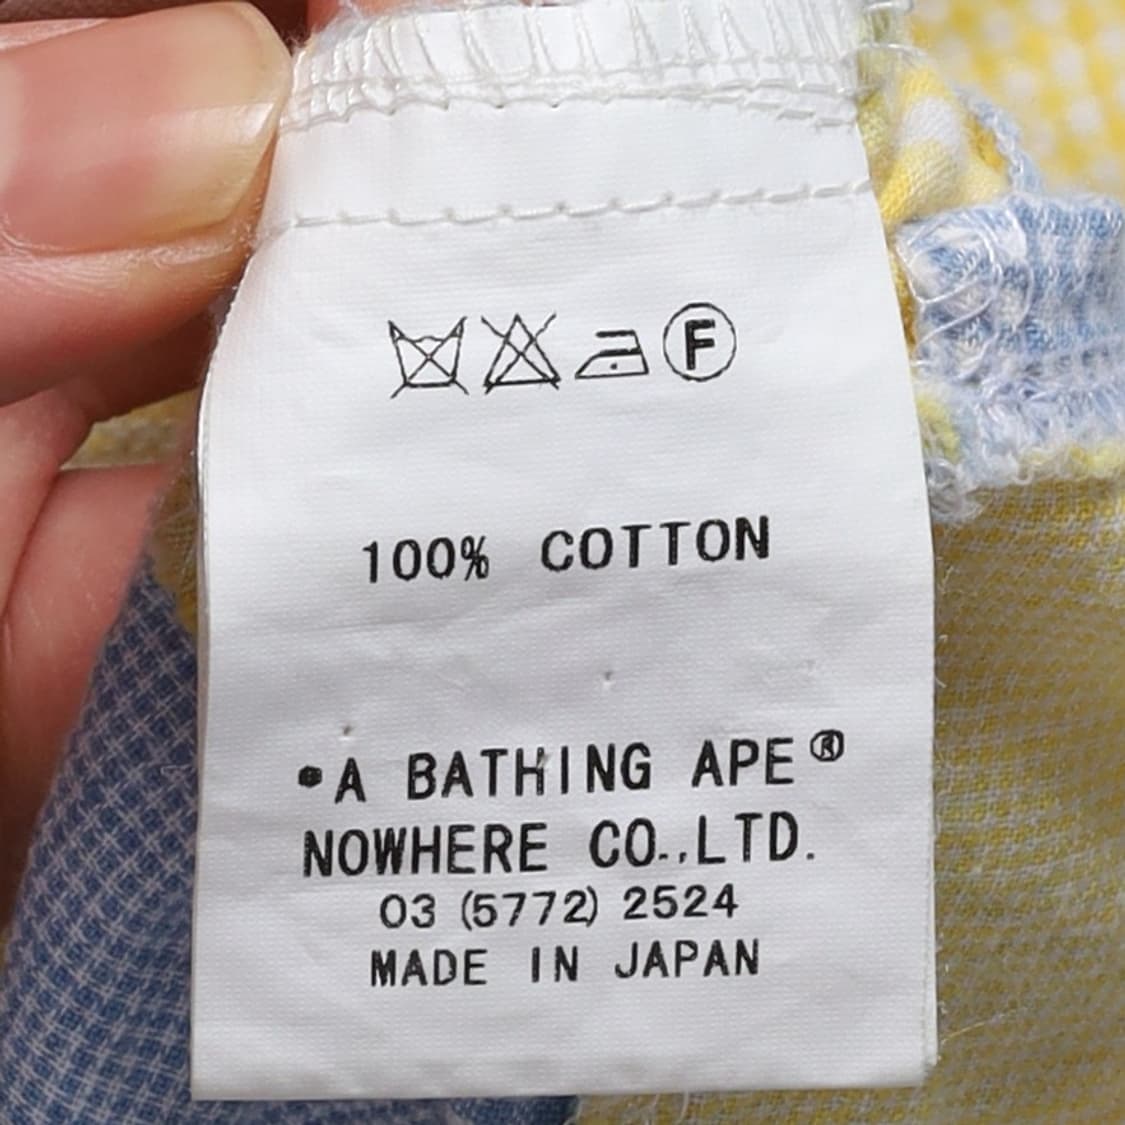 F
100% COTTON
•A BATHING APE®
NOWHERE CO.,LTD.
03 (5772) 2524
MADE IN JAPAN